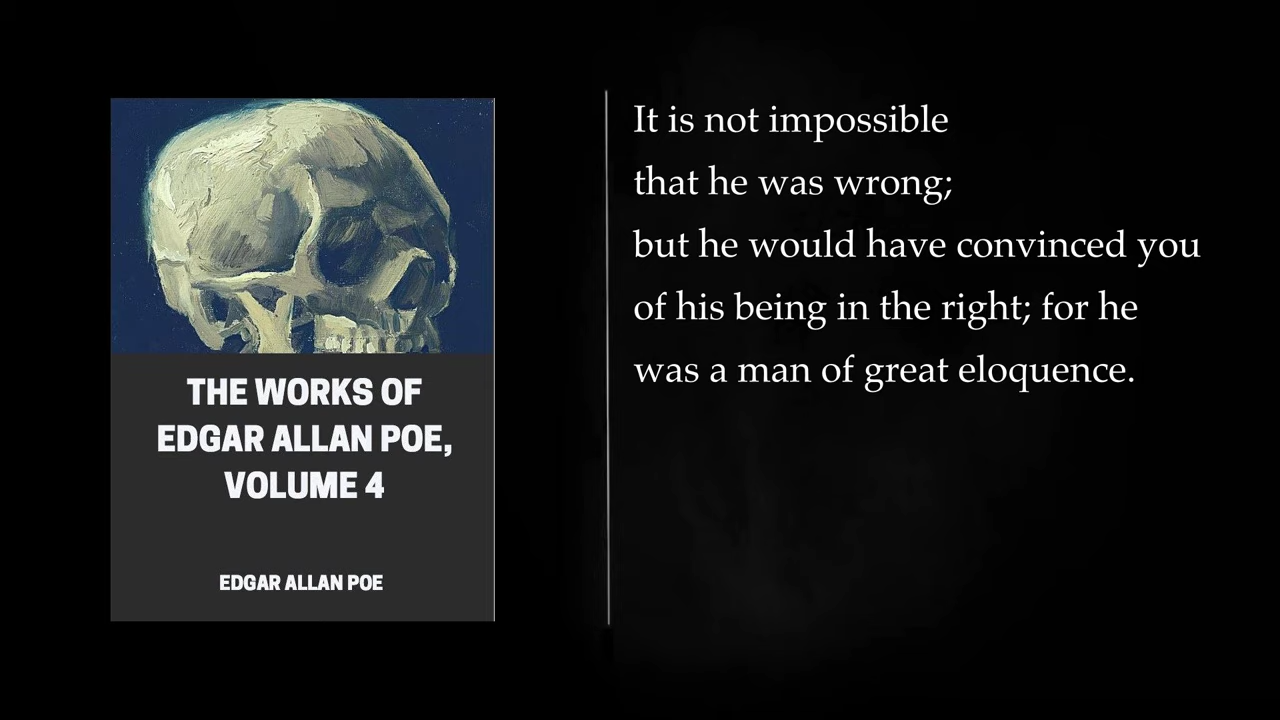 THE WORKS OF
EDGAR ALLAN POE,
VOLUME 4
EDGAR ALLAN POE
It is not impossible
that he was wrong;
but he would have convinced you
of his being in the right; for he
was a man of great eloquence.